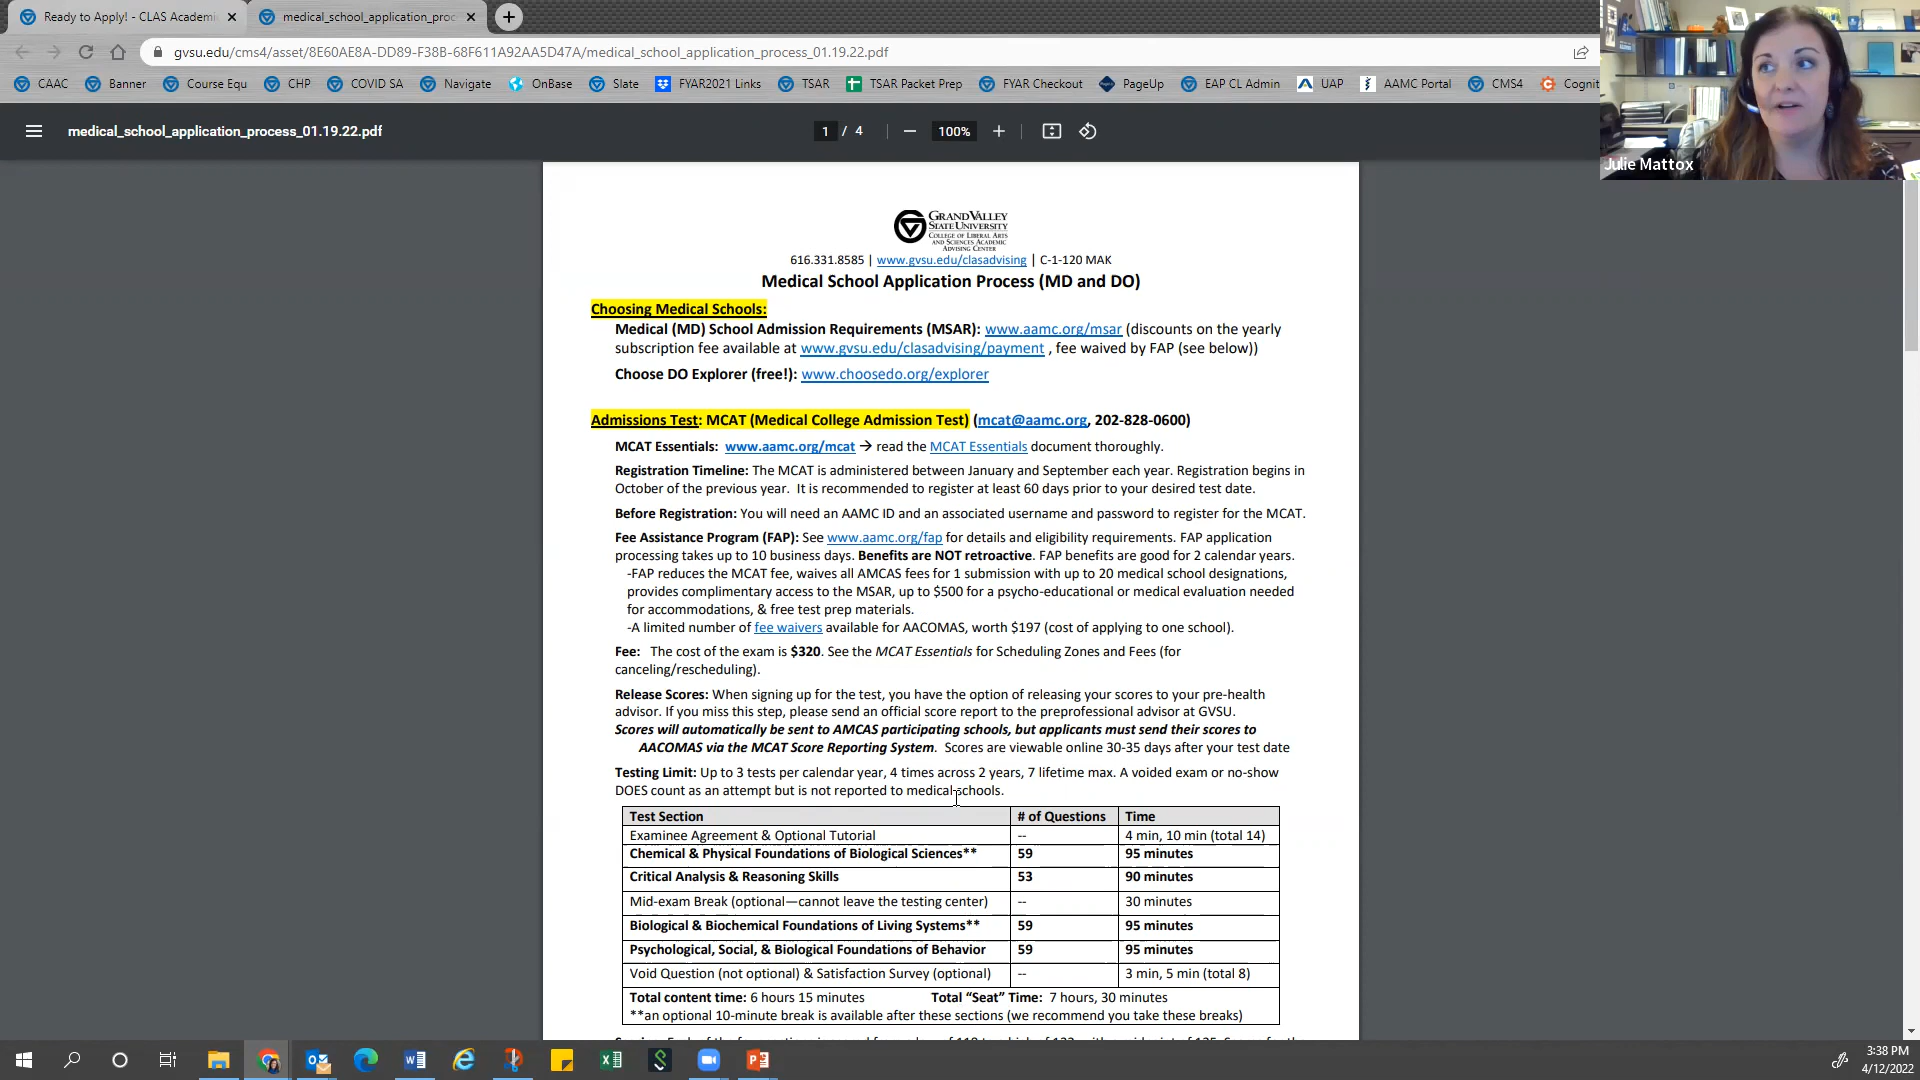 Ready to Apply! - CLAS Academi
medical_school_application_proc
gvsu.edu/cms4/asset/8E60AE8A-DD89-F38B-68F611A92AA5D47A/medical_school_application_process_01.19.22.pdf
CAAC Banner Course Equ CHP COVID SA Navigate OnBase Slate FYAR2021 Links TSAR TSAR Packet Prep FYAR Checkout PageUp EAP CL Admin UAP AAMC Portal CMS4 Cognit
medical_school_application_process_01.19.22.pdf
1 / 4 100%
Julie Mattox
GRAND VALLEY
STATE UNIVERSITY
COLLEGE OF LIBERAL ARTS
AND SCIENCES ACADEMIC
ADVISING CENTER
616.331.8585 | www.gvsu.edu/clasadvising | C-1-120 MAK
Medical School Application Process (MD and DO)
Choosing Medical Schools:
Medical (MD) School Admission Requirements (MSAR): www.aamc.org/msar (discounts on the yearly
subscription fee available at www.gvsu.edu/clasadvising/payment , fee waived by FAP (see below))
Choose DO Explorer (free!): www.choosedo.org/explorer
Admissions Test: MCAT (Medical College Admission Test) (mcat@aamc.org, 202-828-0600)
MCAT Essentials: www.aamc.org/mcat → read the MCAT Essentials document thoroughly.
Registration Timeline: The MCAT is administered between January and September each year. Registration begins in
October of the previous year. It is recommended to register at least 60 days prior to your desired test date.
Before Registration: You will need an AAMC ID and an associated username and password to register for the MCAT.
Fee Assistance Program (FAP): See www.aamc.org/fap for details and eligibility requirements. FAP application
processing takes up to 10 business days. Benefits are NOT retroactive. FAP benefits are good for 2 calendar years.
-FAP reduces the MCAT fee, waives all AMCAS fees for 1 submission with up to 20 medical school designations,
provides complimentary access to the MSAR, up to $500 for a psycho-educational or medical evaluation needed
for accommodations, & free test prep materials.
-A limited number of fee waivers available for AACOMAS, worth $197 (cost of applying to one school).
Fee: The cost of the exam is $320. See the MCAT Essentials for Scheduling Zones and Fees (for
canceling/rescheduling).
Release Scores: When signing up for the test, you have the option of releasing your scores to your pre-health
advisor. If you miss this step, please send an official score report to the preprofessional advisor at GVSU.
Scores will automatically be sent to AMCAS participating schools, but applicants must send their scores to
AACOMAS via the MCAT Score Reporting System. Scores are viewable online 30-35 days after your test date
Testing Limit: Up to 3 tests per calendar year, 4 times across 2 years, 7 lifetime max. A voided exam or no-show
DOES count as an attempt but is not reported to medical schools.
Test Section # of Questions Time
Examinee Agreement & Optional Tutorial -- 4 min, 10 min (total 14)
Chemical & Physical Foundations of Biological Sciences** 59 95 minutes
Critical Analysis & Reasoning Skills 53 90 minutes
Mid-exam Break (optional—cannot leave the testing center) -- 30 minutes
Biological & Biochemical Foundations of Living Systems** 59 95 minutes
Psychological, Social, & Biological Foundations of Behavior 59 95 minutes
Void Question (not optional) & Satisfaction Survey (optional) -- 3 min, 5 min (total 8)
Total content time: 6 hours 15 minutes Total “Seat” Time: 7 hours, 30 minutes
**an optional 10-minute break is available after these sections (we recommend you take these breaks)
3:38 PM
4/12/2022